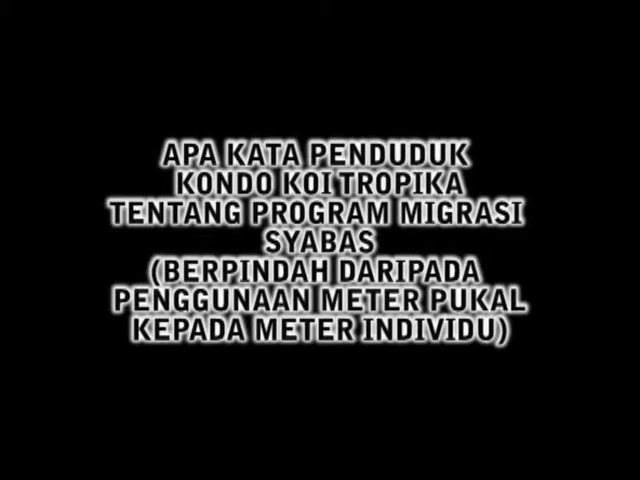 APA KATA PENDUDUK
KONDO KOI TROPIKA
TENTANG PROGRAM MIGRASI
SYABAS
(BERPINDAH DARIPADA
PENGGUNAAN METER PUKAL
KEPADA METER INDIVIDU)